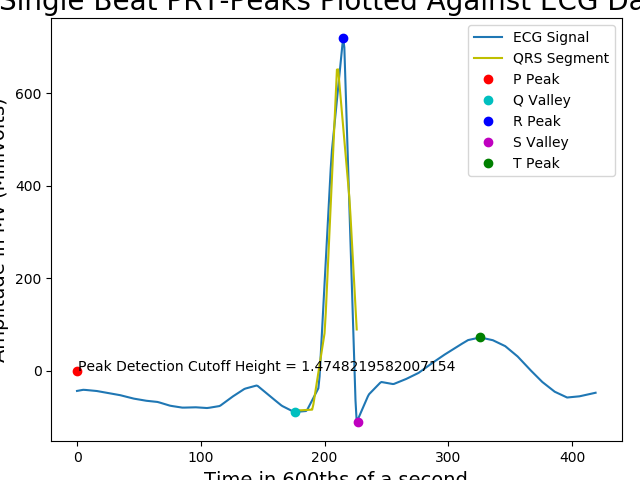 Single Beat PRT-Peaks Plotted Against ECG Da
ECG Signal
QRS Segment
P Peak
Q Valley
R Peak
S Valley
T Peak
Amplitude in MV (Millivolts)
600
400
200
0
Peak Detection Cutoff Height = 1.4748219582007154
0 100 200 300 400
Time in 600ths of a second